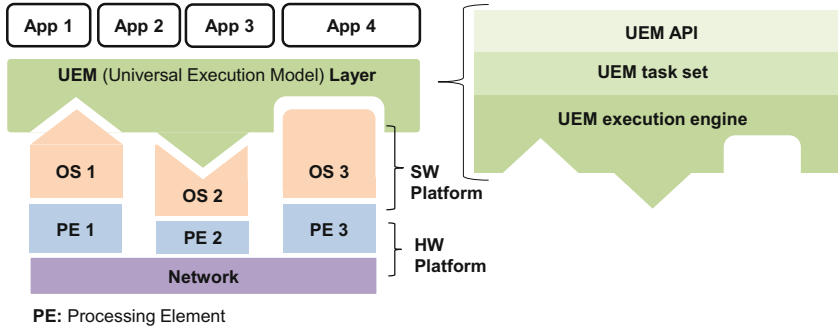 App 1 App 2 App 3 App 4
UEM (Universal Execution Model) Layer
UEM API
UEM task set
UEM execution engine
OS 1 OS 2 OS 3
SW
Platform
PE 1 PE 2 PE 3
HW
Platform
Network
PE: Processing Element